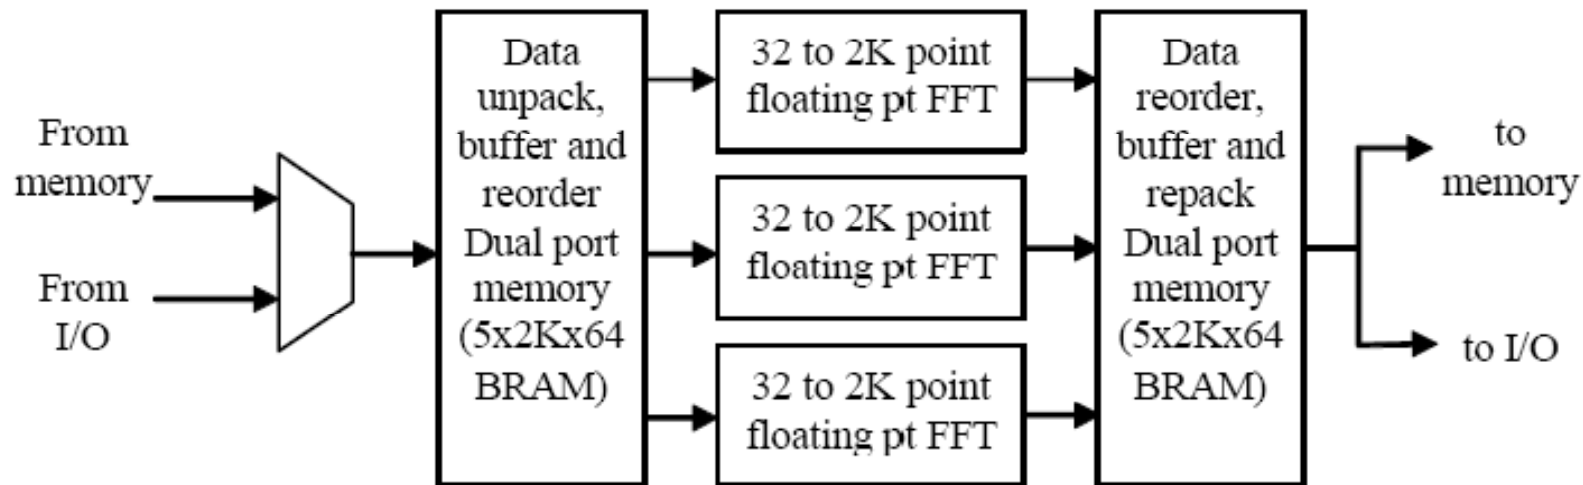 From
memory
From
I/O
Data
unpack,
buffer and
reorder
Dual port
memory
(5x2Kx64
BRAM)
32 to 2K point
floating pt FFT
32 to 2K point
floating pt FFT
32 to 2K point
floating pt FFT
Data
reorder,
buffer and
repack
Dual port
memory
(5x2Kx64
BRAM)
to
memory
to I/O